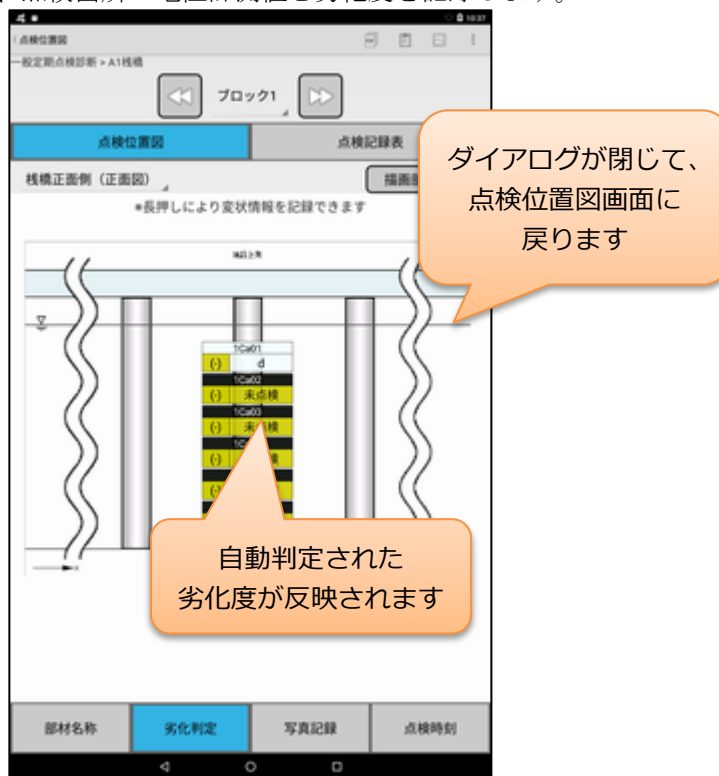 点検位置図
一般定期点検診断 > A1桟橋
ブロック1
点検位置図
点検記録表
桟橋正面側（正面図）
描画
*長押しにより変状情報を記録できます
1Ca01
(-) d
1Ca02
(-) 未点検
1Ca03
(-) 未点検
(-)
ダイアログが閉じて、
点検位置図画面に
戻ります
自動判定された
劣化度が反映されます
部材名称
劣化判定
写真記録
点検時刻
10:37